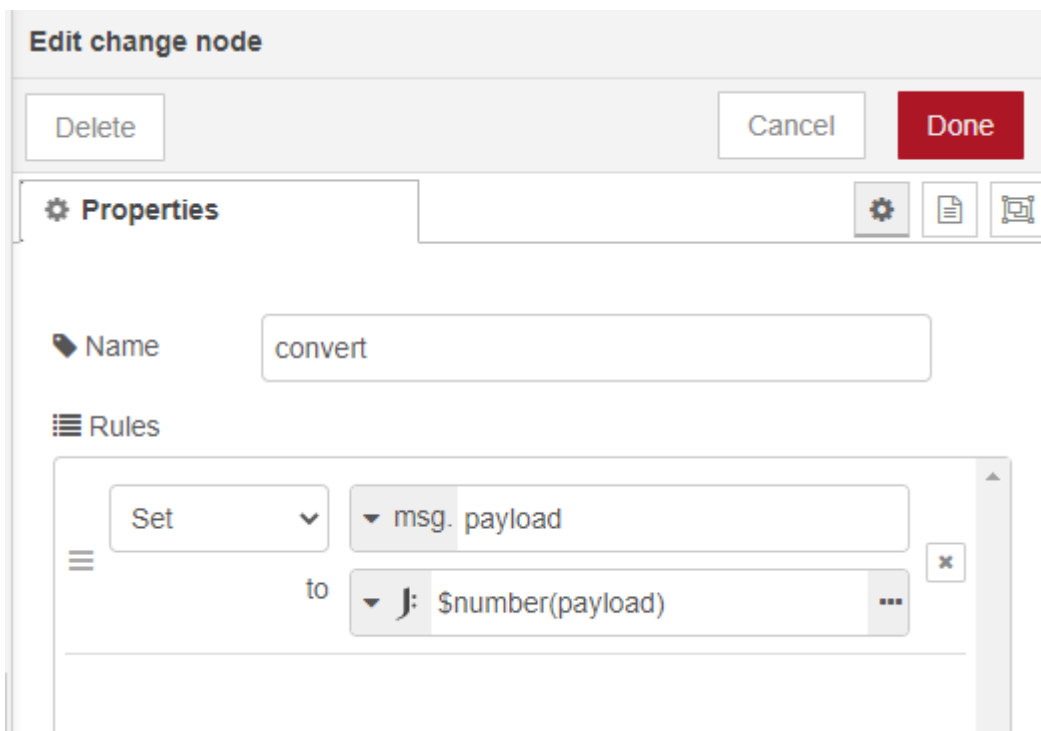 Edit change node
Delete Cancel Done
Properties
Name convert
Rules
Set msg. payload
to J: $number(payload)